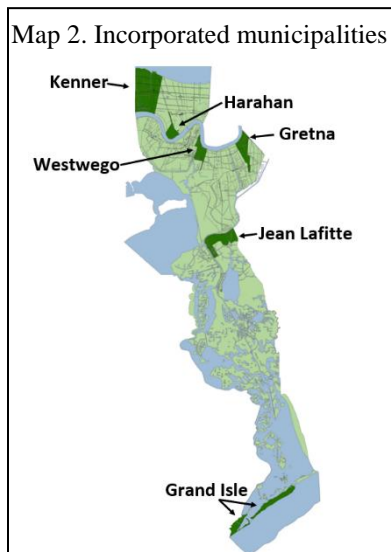 Map 2. Incorporated municipalities
Kenner
Harahan
Gretna
Westwego
Jean Lafitte
Grand Isle